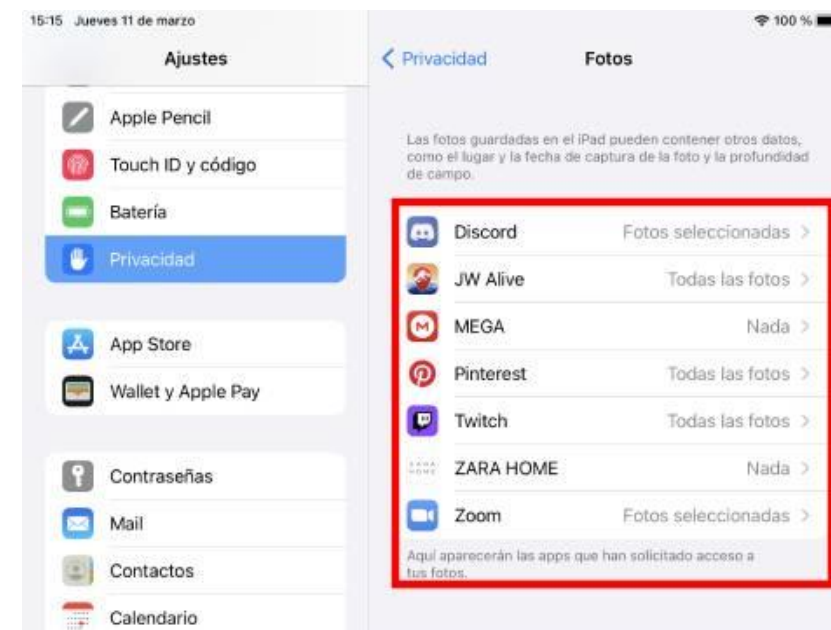 15:15 Jueves 11 de marzo
100 %
Ajustes
Apple Pencil
Touch ID y código
Batería
Privacidad
App Store
Wallet y Apple Pay
Contraseñas
Mail
Contactos
Calendario
Privacidad
Fotos
Las fotos guardadas en el iPad pueden contener otros datos,
como el lugar y la fecha de captura de la foto y la profundidad
de campo.
Discord Fotos seleccionadas
JW Alive Todas las fotos
MEGA Nada
Pinterest Todas las fotos
Twitch Todas las fotos
ZARA HOME Nada
Zoom Fotos seleccionadas
Aquí aparecerán las apps que han solicitado acceso a
tus fotos.